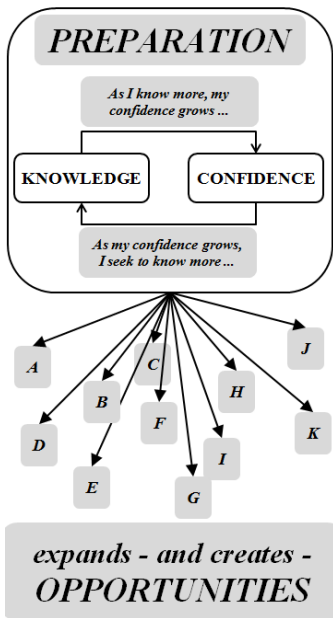 PREPARATION
As I know more, my
confidence grows ...
KNOWLEDGE
CONFIDENCE
As my confidence grows,
I seek to know more ...
A
B
C
J
D
E
F
H
K
I
G
expands - and creates -
OPPORTUNITIES